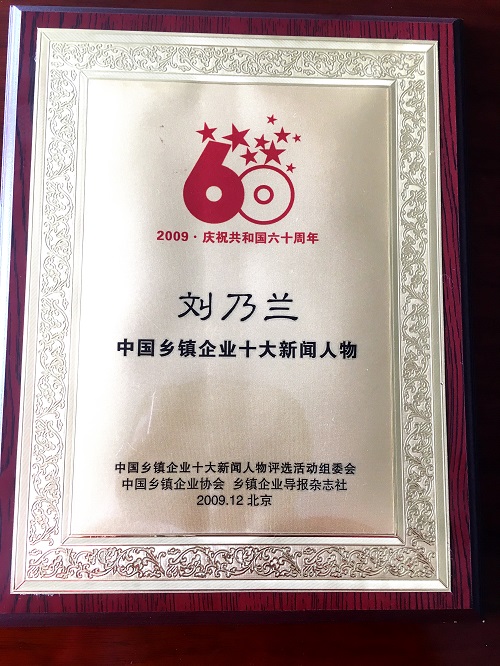 60
2009·庆祝共和国六十周年
刘乃兰
中国乡镇企业十大新闻人物
中国乡镇企业十大新闻人物评选活动组委会
中国乡镇企业协会 乡镇企业导报杂志社
2009.12 北京